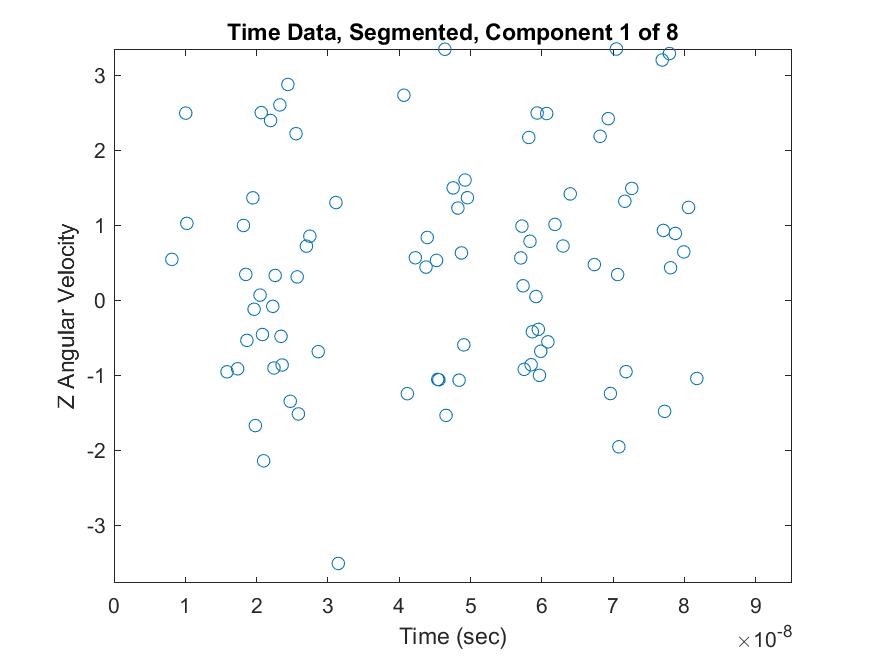 Time Data, Segmented, Component 1 of 8
3
2
1
0
-1
-2
-3
Z Angular Velocity
0 1 2 3 4 5 6 7 8 9
Time (sec)
×10-8